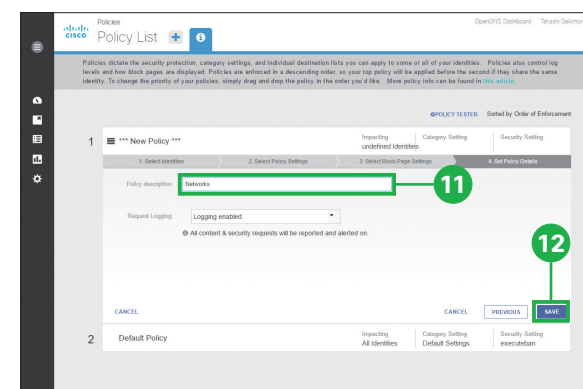 Policies
OpenDNS Dashboard Takashi Sekimot
cisco Policy List + i
Policies dictate the security protection, category settings, and individual destination lists you can apply to some or all of your identities. Policies also control log
levels and how block pages are displayed. Policies are enforced in a descending order, so your top policy will be applied before the second if they share the same
identity. To change the priority of your policies, simply drag and drop the policy in the order you'd like. More policy info can be found in this article.
POLICY TESTER Sorted by Order of Enforcement
1 *** New Policy *** Impacting Category Setting Security Setting
undefined Identities
1. Select Identities 2. Select Policy Settings 3. Select Block Page Settings 4. Set Policy Details
Policy description: Networks 11
Request Logging: Logging enabled
All content & security requests will be reported and alerted on.
12
CANCEL CANCEL PREVIOUS SAVE
2 Default Policy Impacting Category Setting Security Setting
All Identities Default Settings executeban